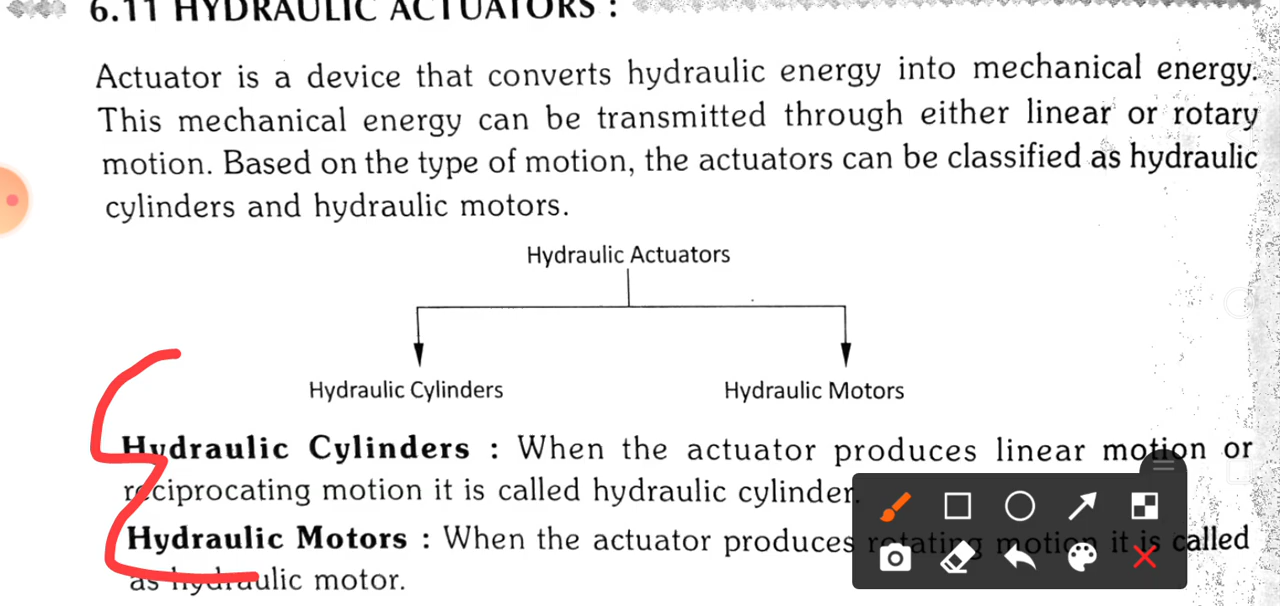 6.11 HYDRAULIC ACTUATORS :
Actuator is a device that converts hydraulic energy into mechanical energy.
This mechanical energy can be transmitted through either linear or rotary
motion. Based on the type of motion, the actuators can be classified as hydraulic
cylinders and hydraulic motors.
Hydraulic Actuators
Hydraulic Cylinders Hydraulic Motors
Hydraulic Cylinders : When the actuator produces linear motion or
reciprocating motion it is called hydraulic cylinder.
Hydraulic Motors : When the actuator produces rotating motion it is called
as hydraulic motor.